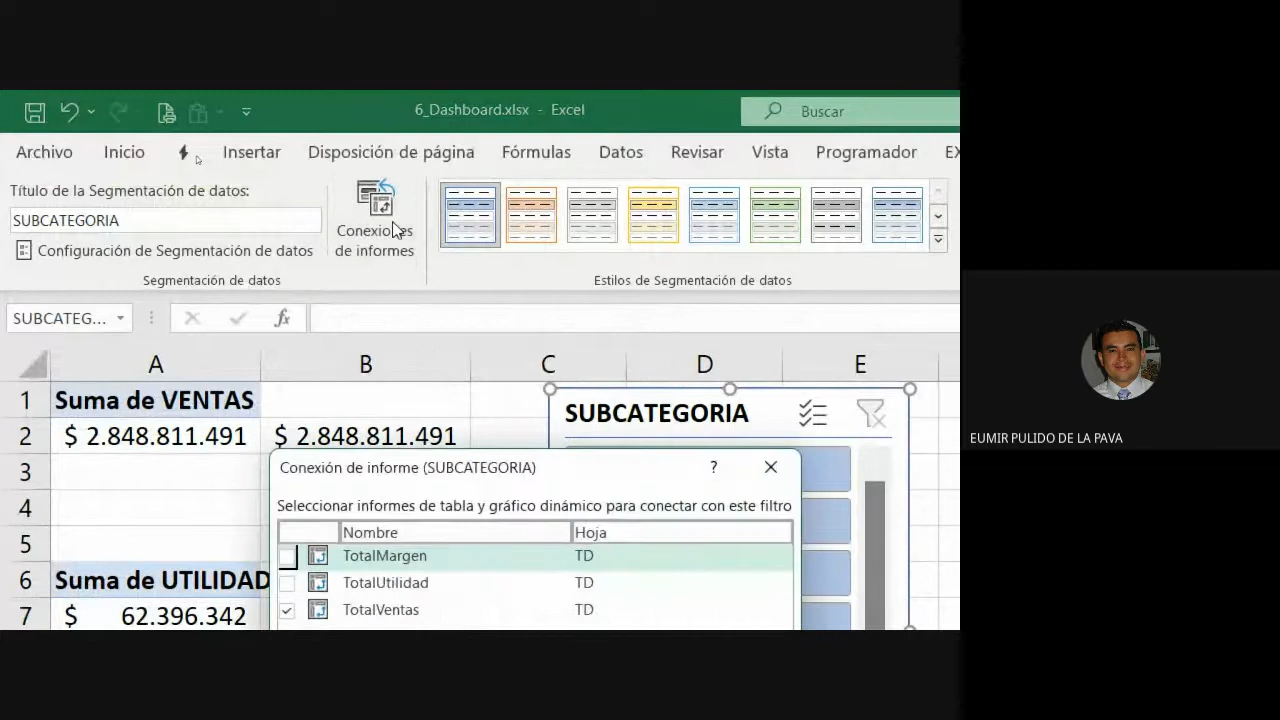 6_Dashboard.xlsx - Excel
Buscar
Archivo Inicio Insertar Disposición de página Fórmulas Datos Revisar Vista Programador
Título de la Segmentación de datos:
SUBCATEGORIA
Configuración de Segmentación de datos
Segmentación de datos
Conexiones
de informes
Estilos de Segmentación de datos
SUBCATEG...
fx
A B C D E
1 Suma de VENTAS
2 $ 2.848.811.491 $ 2.848.811.491
3
4
5
6 Suma de UTILIDAD
7 $ 62.396.342
SUBCATEGORIA
Conexión de informe (SUBCATEGORIA) ?
Seleccionar informes de tabla y gráfico dinámico para conectar con este filtro
Nombre Hoja
TotalMargen TD
TotalUtilidad TD
TotalVentas TD
EUMIR PULIDO DE LA PAVA